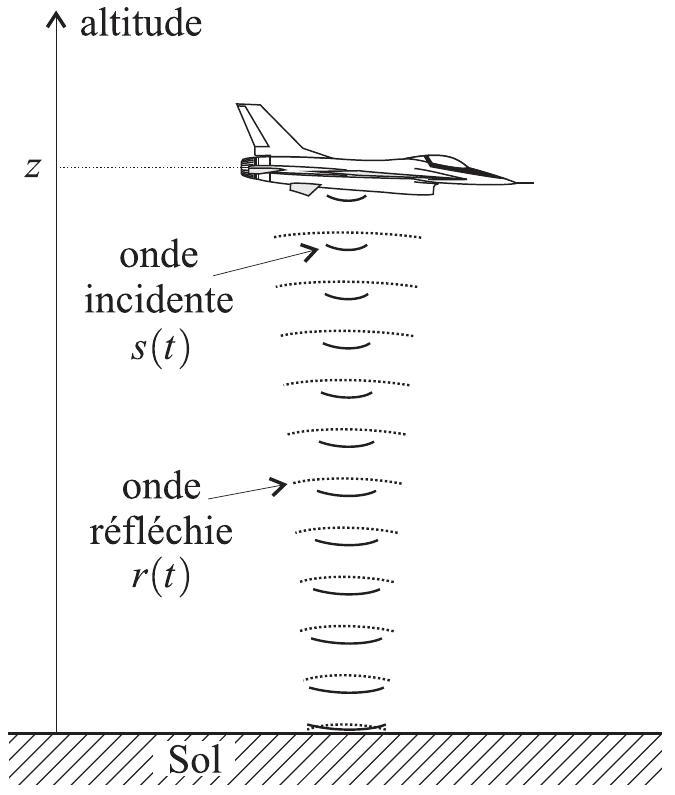 altitude
z
onde
incidente
s(t)
onde
réfléchie
r(t)
Sol